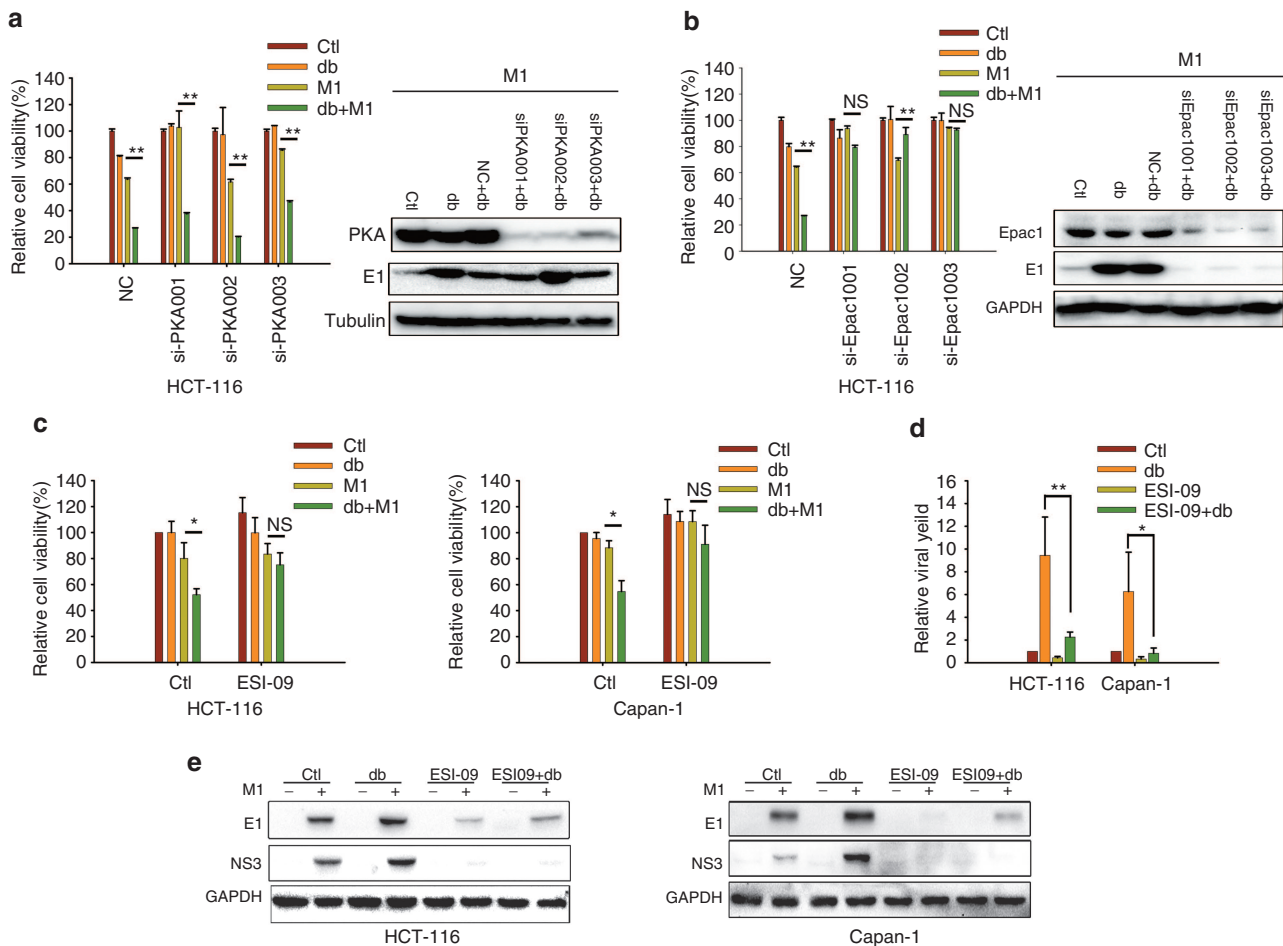 a
Ctl
db
M1
db+M1
Relative cell viability(%)
140
120
100
80
60
40
20
0
**
**
**
**
NC
si-PKA001
si-PKA002
si-PKA003
HCT-116
M1
Ctl
db
NC+db
siPKA001+db
siPKA002+db
siPKA003+db
PKA
E1
Tubulin
b
Ctl
db
M1
db+M1
Relative cell viability(%)
140
120
100
80
60
40
20
0
**
NS
**
NS
NC
si-Epac1001
si-Epac1002
si-Epac1003
HCT-116
M1
Ctl
db
NC+db
siEpac1001+db
siEpac1002+db
siEpac1003+db
Epac1
E1
GAPDH
c
Ctl
db
M1
db+M1
Relative cell viability(%)
140
120
100
80
60
40
20
0
*
NS
Ctl
ESI-09
HCT-116
Ctl
db
M1
db+M1
Relative cell viability(%)
140
120
100
80
60
40
20
0
*
NS
Ctl
ESI-09
Capan-1
d
Ctl
db
ESI-09
ESI-09+db
Relative viral yeild
16
14
12
10
8
6
4
2
0
**
*
HCT-116
Capan-1
e
Ctl
db
ESI-09
ESI09+db
M1 − + − + − + − +
E1
NS3
GAPDH
HCT-116
Ctl
db
ESI-09
ESI09+db
M1 − + − + − + − +
E1
NS3
GAPDH
Capan-1